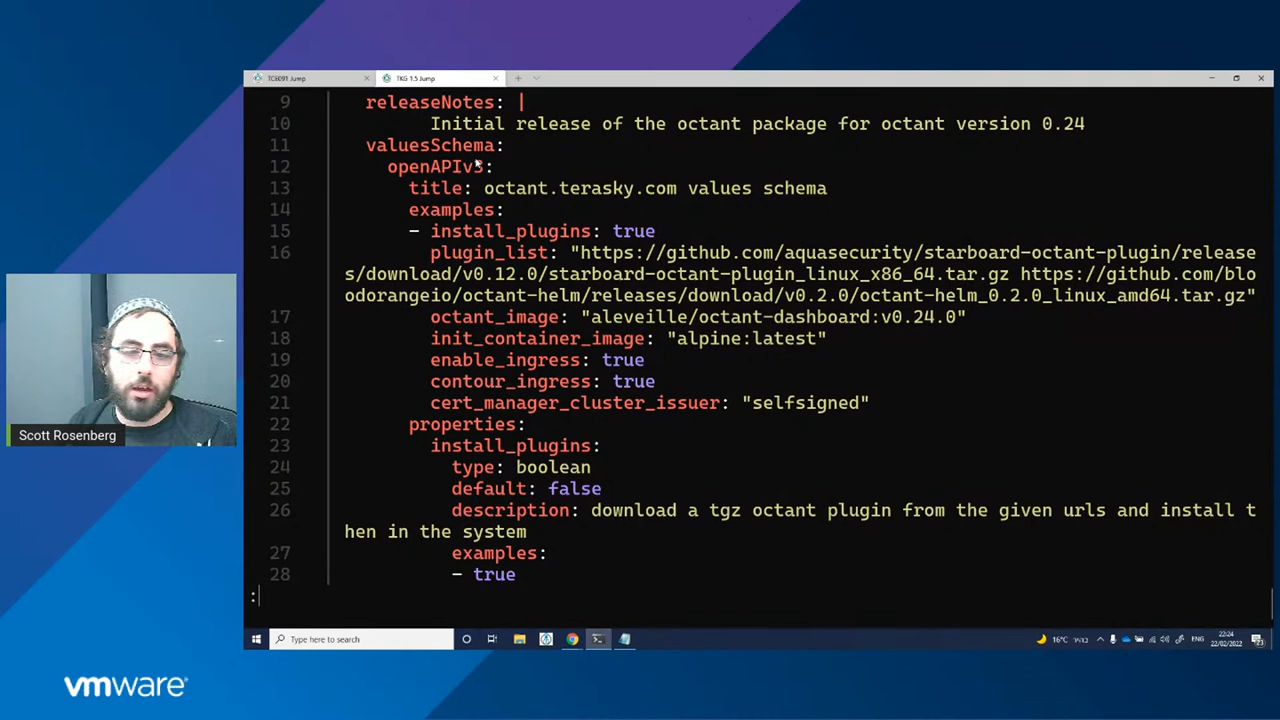 TCE091 Jump
TKG 1.5 Jump
9 releaseNotes: |
10 Initial release of the octant package for octant version 0.24
11 valuesSchema:
12 openAPIv3:
13 title: octant.terasky.com values schema
14 examples:
15 - install_plugins: true
16 plugin_list: "https://github.com/aquasecurity/starboard-octant-plugin/release
s/download/v0.12.0/starboard-octant-plugin_linux_x86_64.tar.gz https://github.com/blo
odorangeio/octant-helm/releases/download/v0.2.0/octant-helm_0.2.0_linux_amd64.tar.gz"
17 octant_image: "aleveille/octant-dashboard:v0.24.0"
18 init_container_image: "alpine:latest"
19 enable_ingress: true
20 contour_ingress: true
21 cert_manager_cluster_issuer: "selfsigned"
22 properties:
23 install_plugins:
24 type: boolean
25 default: false
26 description: download a tgz octant plugin from the given urls and install t
hen in the system
27 examples:
28 - true
:
Scott Rosenberg
Type here to search
16°C
ENG
22:24
22/02/2022
vmware®